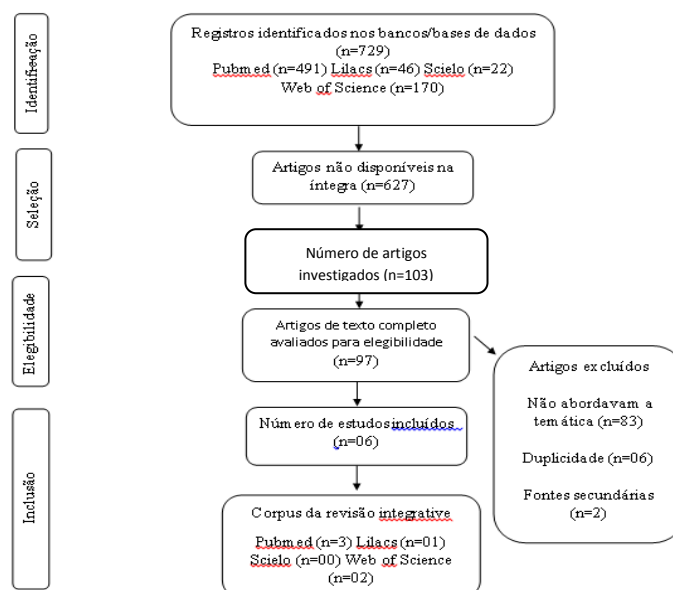 Identificação
Registros identificados nos bancos/bases de dados
(n=729)
Pubmed (n=491) Lilacs (n=46) Scielo (n=22)
Web of Science (n=170)
Seleção
Artigos não disponíveis na
íntegra (n=627)
Número de artigos
investigados (n=103)
Elegibilidade
Artigos de texto completo
avaliados para elegibilidade
(n=97)
Artigos excluídos
Não abordavam a
temática (n=83)
Duplicidade (n=06)
Fontes secundárias
(n=2)
Inclusão
Número de estudos incluídos
(n=06)
Corpus da revisão integrative
Pubmed (n=3) Lilacs (n=01)
Scielo (n=00) Web of Science
(n=02)